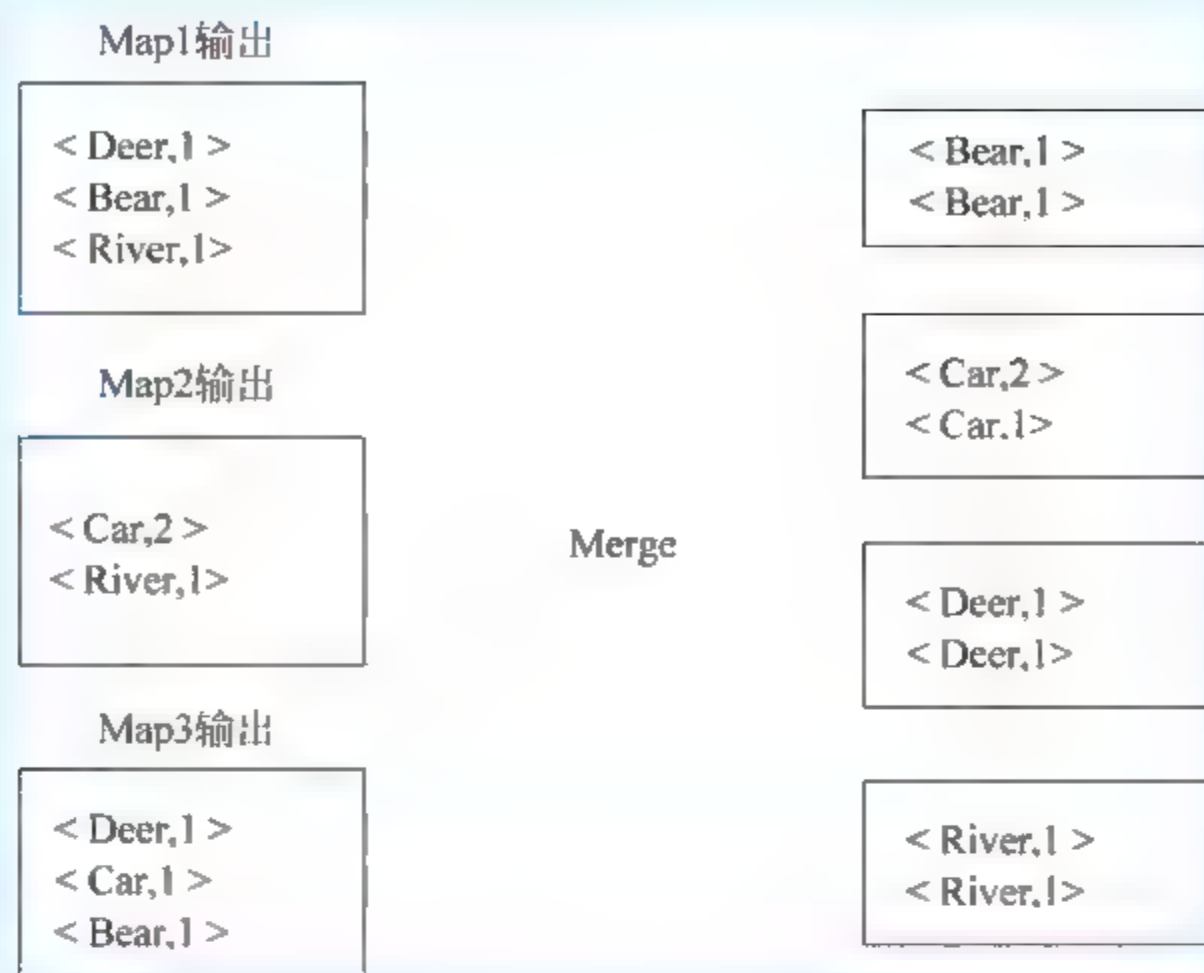 Map1输出
< Deer,1 >
< Bear,1 >
< River,1>
Map2输出
< Car,2 >
< River,1>
Map3输出
< Deer,1 >
< Car,1 >
< Bear,1 >
Merge
< Bear,1 >
< Bear,1 >
< Car,2 >
< Car,1>
< Deer,1 >
< Deer,1>
< River,1 >
< River,1>